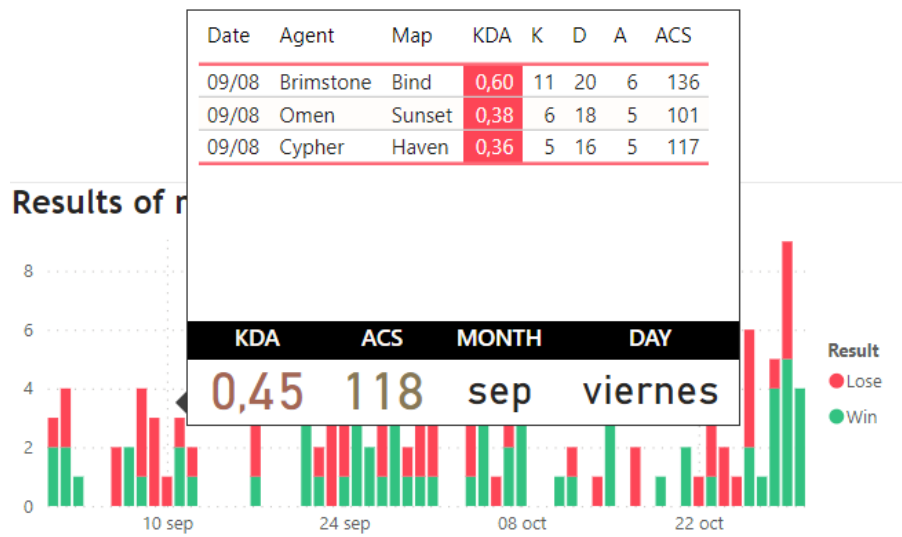 Date Agent Map KDA K D A ACS
09/08 Brimstone Bind 0,60 11 20 6 136
09/08 Omen Sunset 0,38 6 18 5 101
09/08 Cypher Haven 0,36 5 16 5 117
Results of
KDA ACS MONTH DAY
0,45 118 sep viernes
8
6
4
2
0
10 sep 24 sep 08 oct 22 oct
Result
Lose
Win